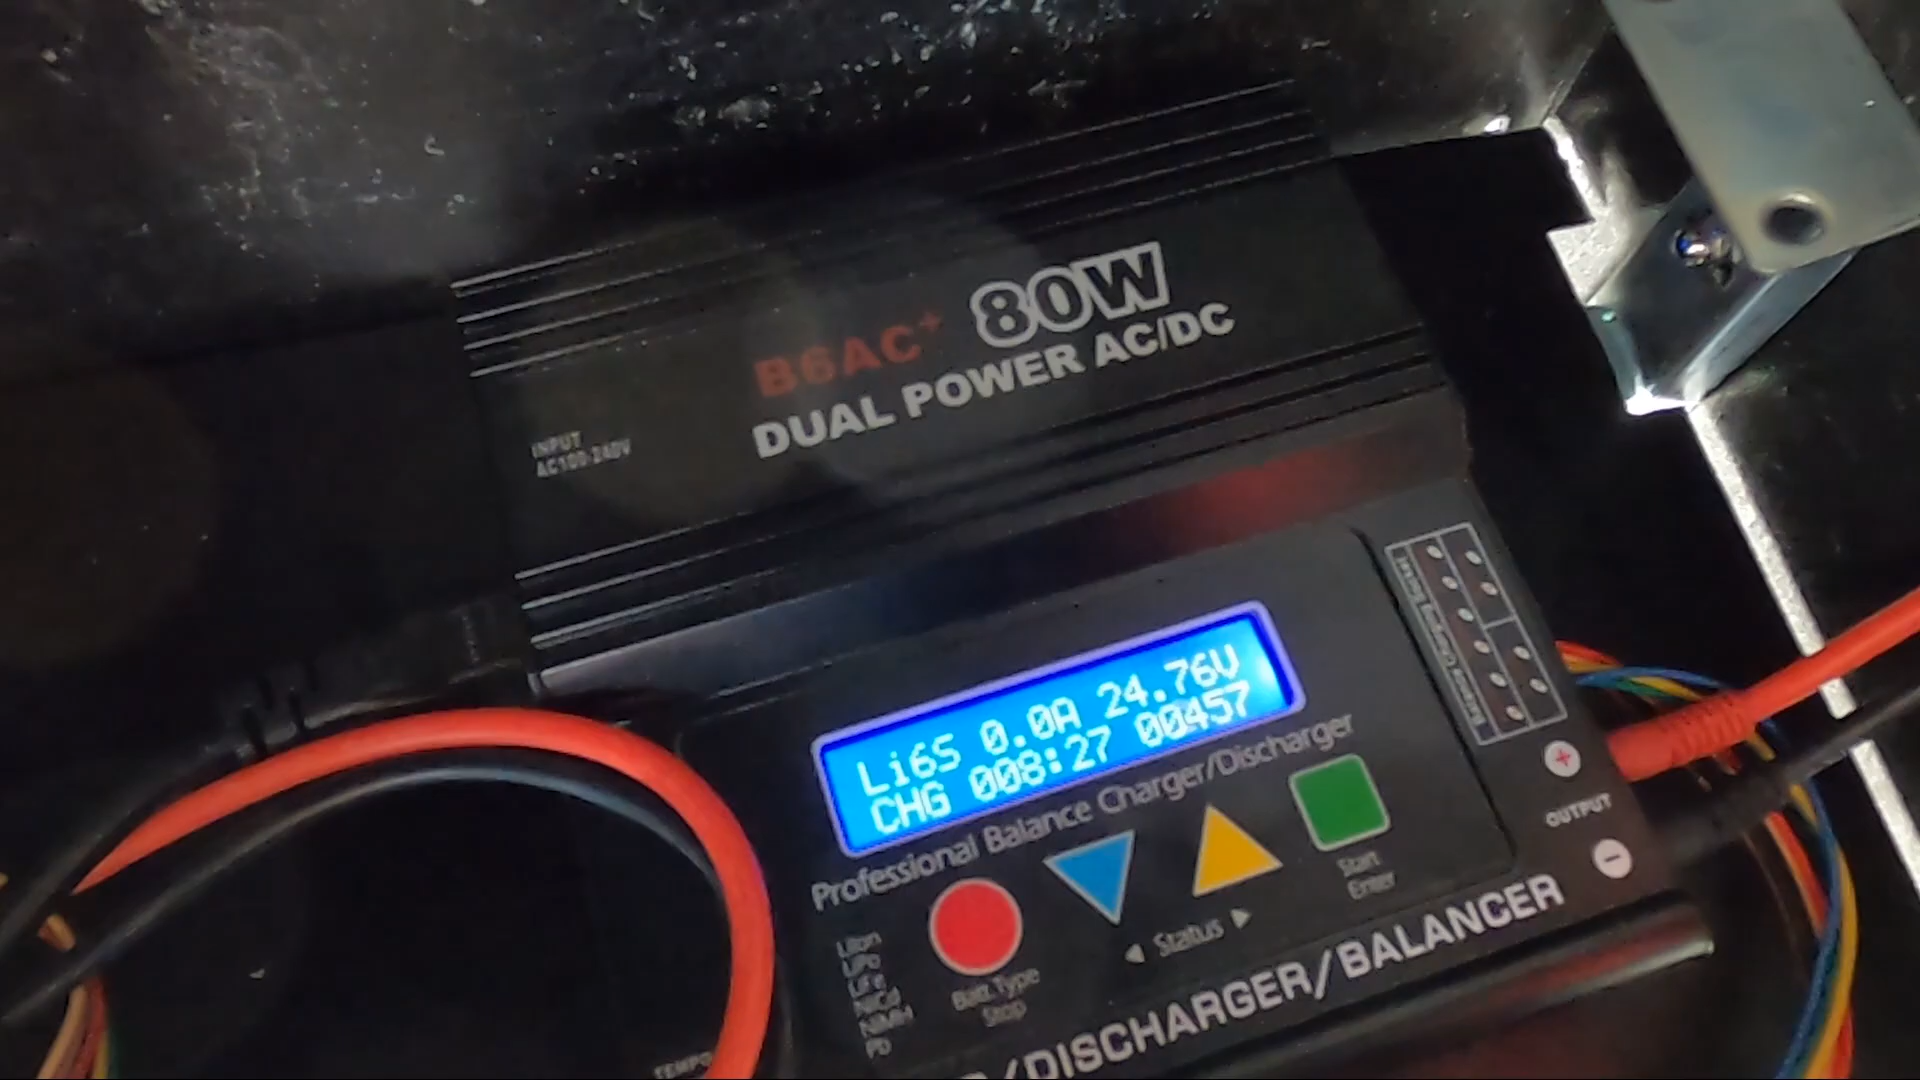 B6AC+ 80W
DUAL POWER AC/DC
INPUT
AC100-240V
Li6S 0.0A 24.76V
CHG 008:27 00457
Professional Balance Charger/Discharger
LiIon
LiPo
LiFe
NiCd
NiMH
Pb
Batt.Type
Stop
◄ Status ►
Start
Enter
+
OUTPUT
−
/DISCHARGER/BALANCER
TEMPO